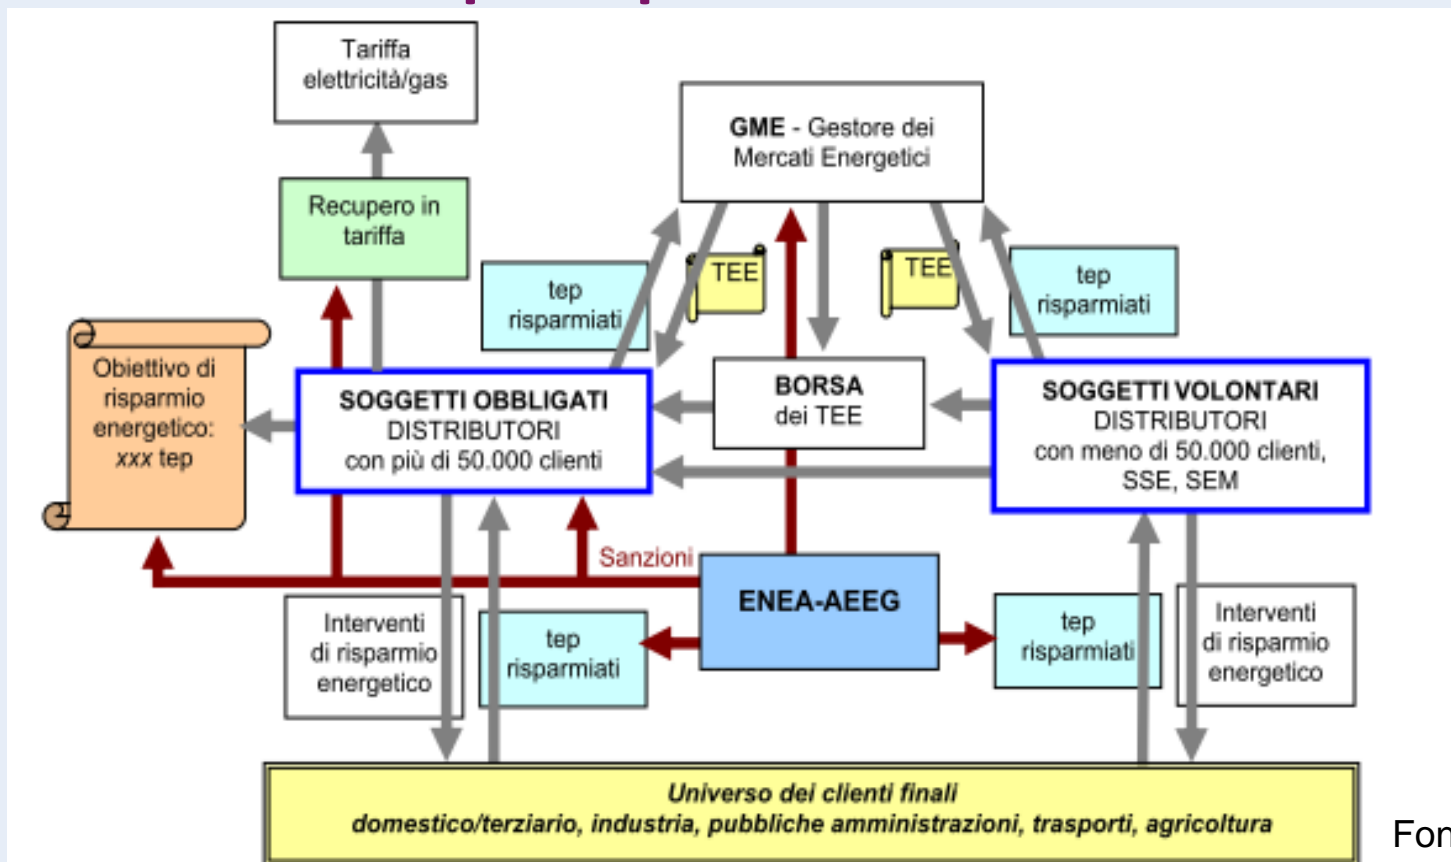 Tariffa
elettricità/gas
GME - Gestore dei
Mercati Energetici
Recupero in
tariffa
tep
risparmiati
TEE
TEE
tep
risparmiati
Obiettivo di
risparmio
energetico:
xxx tep
SOGGETTI OBBLIGATI
DISTRIBUTORI
con più di 50.000 clienti
BORSA
dei TEE
SOGGETTI VOLONTARI
DISTRIBUTORI
con meno di 50.000 clienti,
SSE, SEM
Sanzioni
ENEA-AEEG
Interventi
di risparmio
energetico
tep
risparmiati
tep
risparmiati
Interventi
di risparmio
energetico
Universo dei clienti finali
domestico/terziario, industria, pubbliche amministrazioni, trasporti, agricoltura
Fon